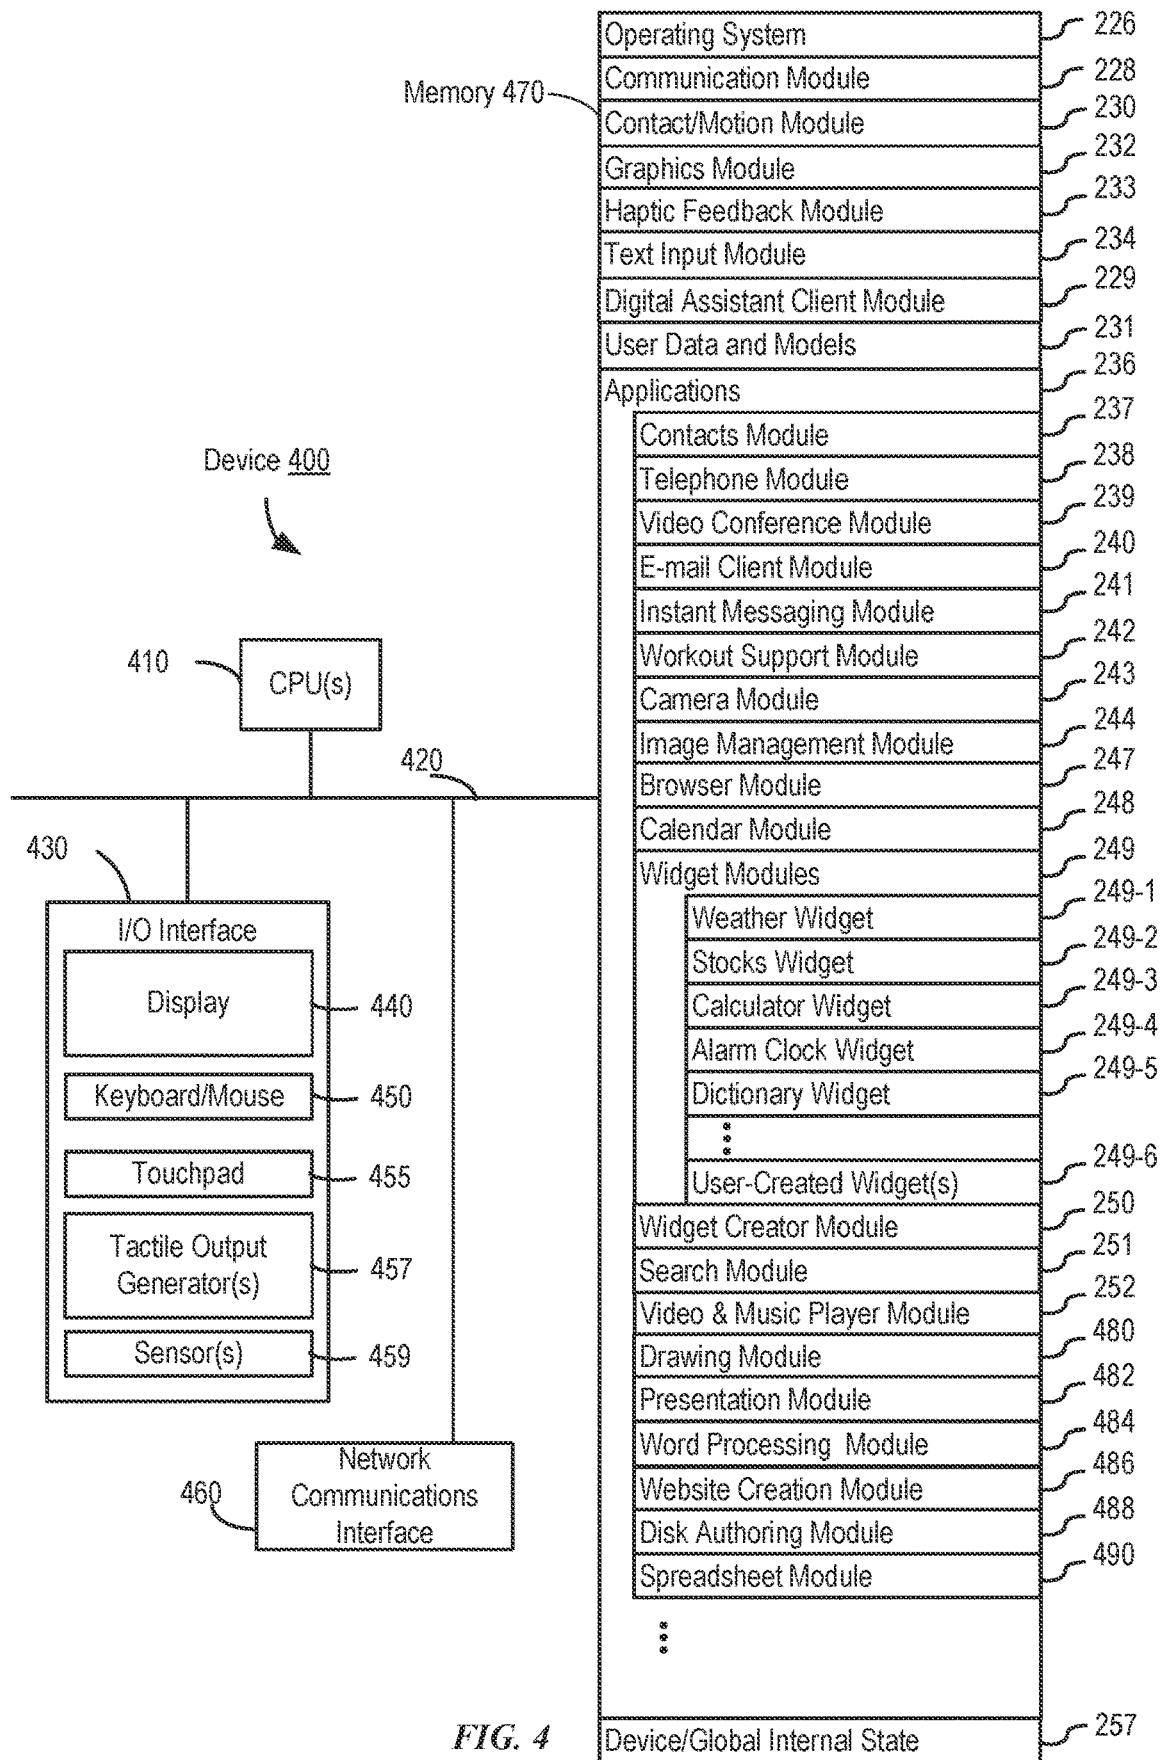 Operating System 226
Communication Module 228
Memory 470
Contact/Motion Module 230
Graphics Module 232
Haptic Feedback Module 233
Text Input Module 234
Digital Assistant Client Module 229
User Data and Models 231
Applications 236
Contacts Module 237
Telephone Module 238
Video Conference Module 239
E-mail Client Module 240
Instant Messaging Module 241
Workout Support Module 242
Camera Module 243
Image Management Module 244
Browser Module 247
Calendar Module 248
Widget Modules 249
Weather Widget 249-1
Stocks Widget 249-2
Calculator Widget 249-3
Alarm Clock Widget 249-4
Dictionary Widget 249-5
User-Created Widget(s) 249-6
Widget Creator Module 250
Search Module 251
Video & Music Player Module 252
Drawing Module 480
Presentation Module 482
Word Processing Module 484
Website Creation Module 486
Disk Authoring Module 488
Spreadsheet Module 490
Device/Global Internal State 257
Device 400
410
CPU(s)
420
430
I/O Interface
Display 440
Keyboard/Mouse 450
Touchpad 455
Tactile Output
Generator(s) 457
Sensor(s) 459
460
Network
Communications
Interface
FIG. 4